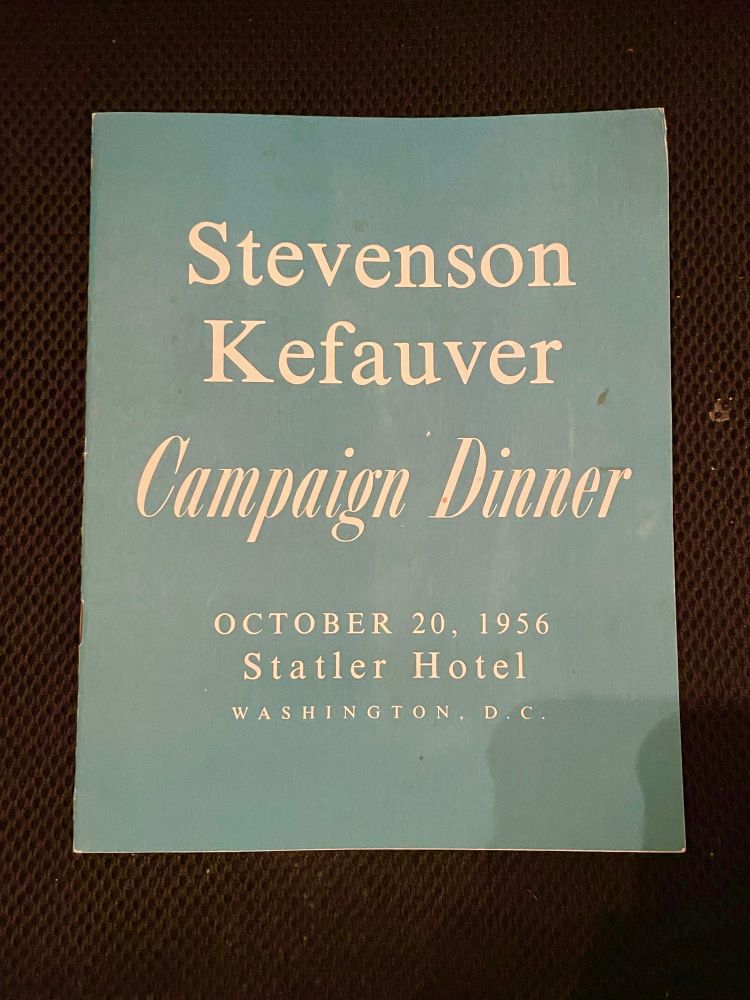 Stevenson
Kefauver
Campaign Dinner
OCTOBER 20, 1956
Statler Hotel
WASHINGTON, D.C.